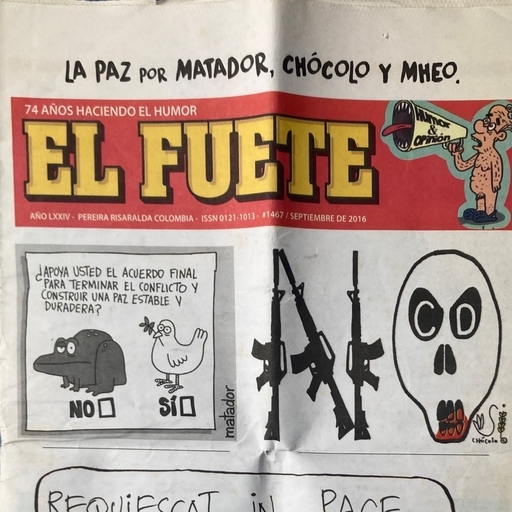 LA PAZ POR MATADOR, CHÓCOLO Y MHEO.
74 AÑOS HACIENDO EL HUMOR
EL FUETE
Humor
&
Opinión
AÑO LXXIV - PEREIRA RISARALDA COLOMBIA - ISSN 0121-1013 - #1467 / SEPTIEMBRE DE 2016
¿APOYA USTED EL ACUERDO FINAL
PARA TERMINAR EL CONFLICTO Y
CONSTRUIR UNA PAZ ESTABLE Y
DURADERA?
NO SÍ
matador
CD
CHÓCOLO
REQUIESCAT IN PACE